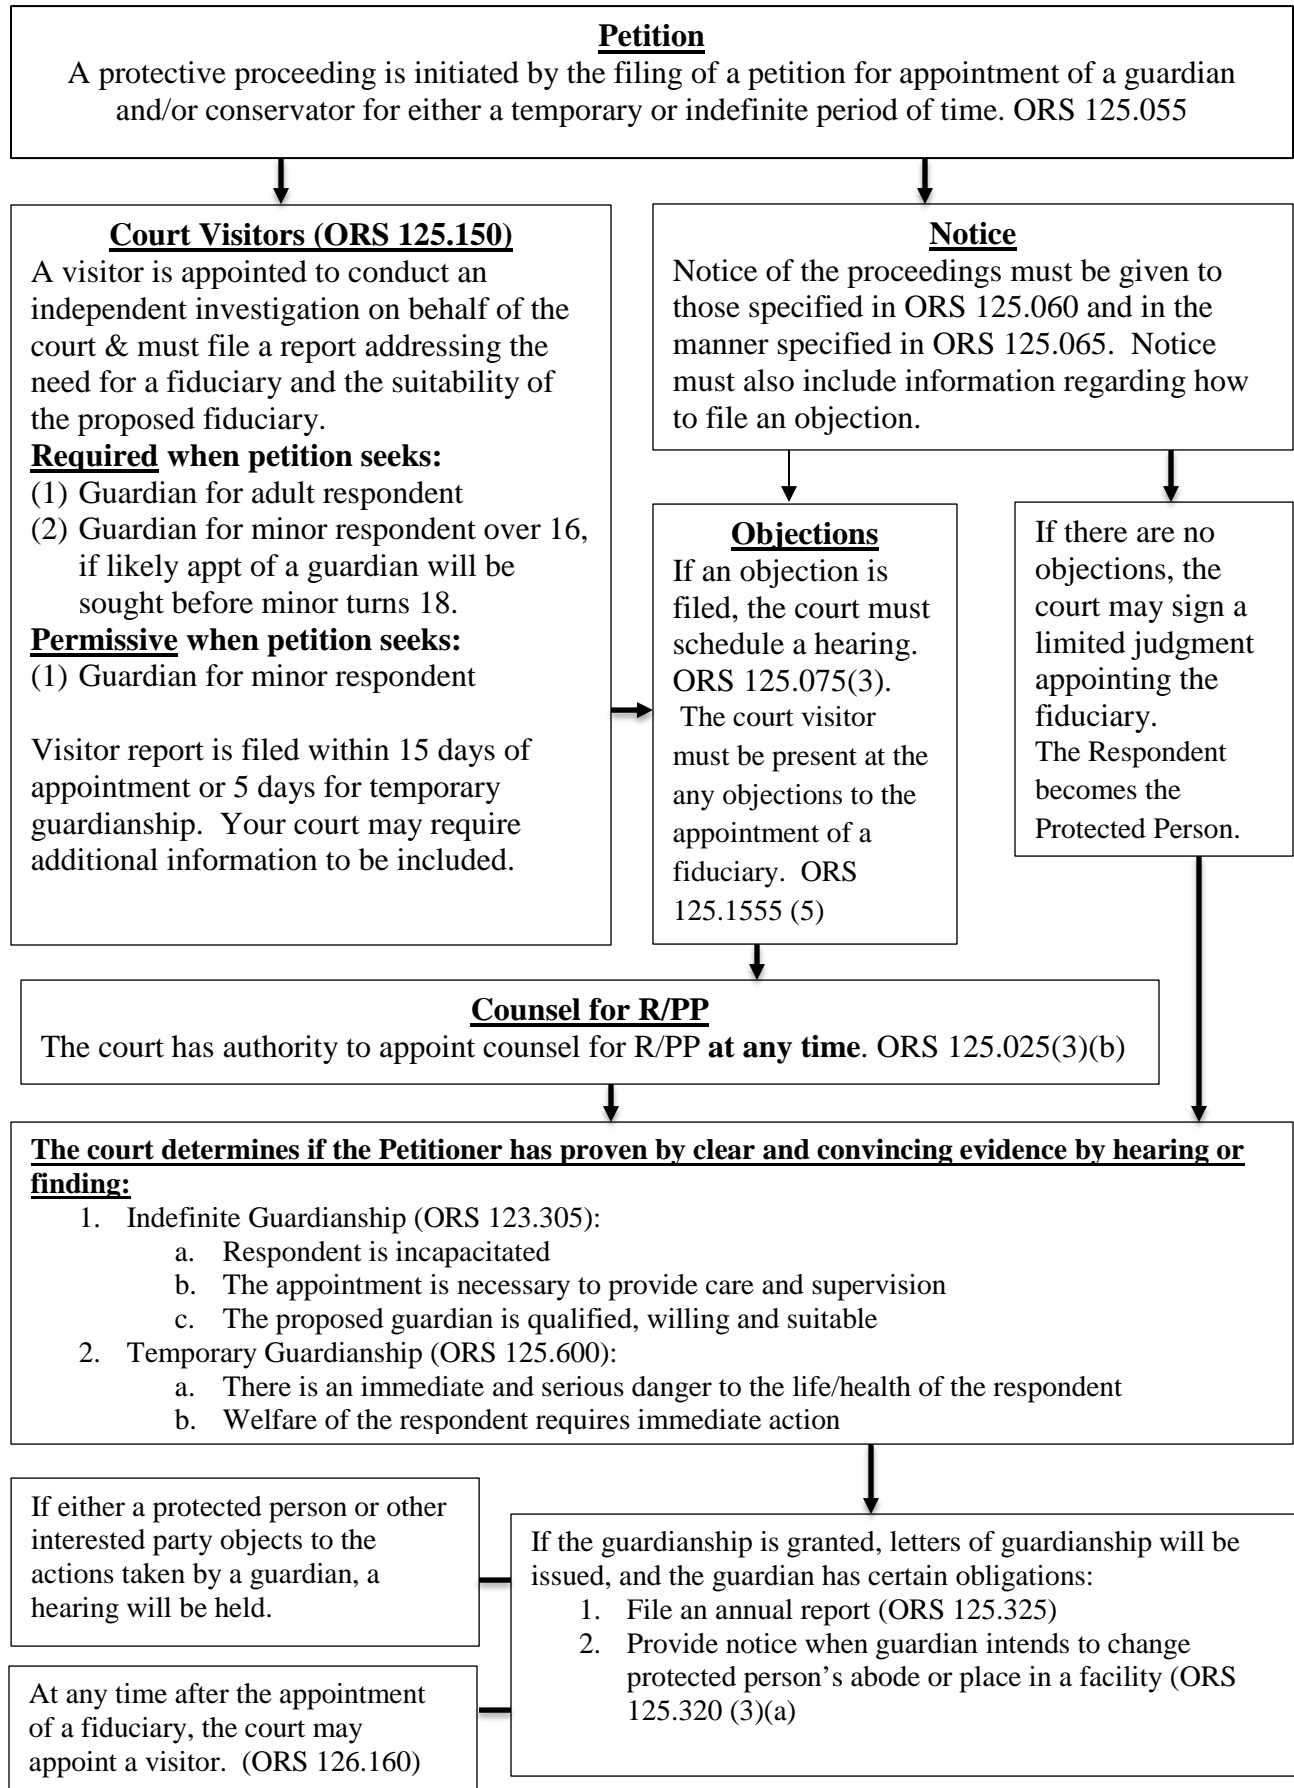 Petition
A protective proceeding is initiated by the filing of a petition for appointment of a guardian
and/or conservator for either a temporary or indefinite period of time. ORS 125.055
Court Visitors (ORS 125.150)
A visitor is appointed to conduct an
independent investigation on behalf of the
court & must file a report addressing the
need for a fiduciary and the suitability of
the proposed fiduciary.
Required when petition seeks:
(1) Guardian for adult respondent
(2) Guardian for minor respondent over 16,
if likely appt of a guardian will be
sought before minor turns 18.
Permissive when petition seeks:
(1) Guardian for minor respondent
Visitor report is filed within 15 days of
appointment or 5 days for temporary
guardianship. Your court may require
additional information to be included.
Notice
Notice of the proceedings must be given to
those specified in ORS 125.060 and in the
manner specified in ORS 125.065. Notice
must also include information regarding how
to file an objection.
Objections
If an objection is
filed, the court must
schedule a hearing.
ORS 125.075(3).
The court visitor
must be present at the
any objections to the
appointment of a
fiduciary. ORS
125.1555 (5)
If there are no
objections, the
court may sign a
limited judgment
appointing the
fiduciary.
The Respondent
becomes the
Protected Person.
Counsel for R/PP
The court has authority to appoint counsel for R/PP at any time. ORS 125.025(3)(b)
The court determines if the Petitioner has proven by clear and convincing evidence by hearing or
finding:
1. Indefinite Guardianship (ORS 123.305):
a. Respondent is incapacitated
b. The appointment is necessary to provide care and supervision
c. The proposed guardian is qualified, willing and suitable
2. Temporary Guardianship (ORS 125.600):
a. There is an immediate and serious danger to the life/health of the respondent
b. Welfare of the respondent requires immediate action
If either a protected person or other
interested party objects to the
actions taken by a guardian, a
hearing will be held.
At any time after the appointment
of a fiduciary, the court may
appoint a visitor. (ORS 126.160)
If the guardianship is granted, letters of guardianship will be
issued, and the guardian has certain obligations:
1. File an annual report (ORS 125.325)
2. Provide notice when guardian intends to change
protected person’s abode or place in a facility (ORS
125.320 (3)(a)